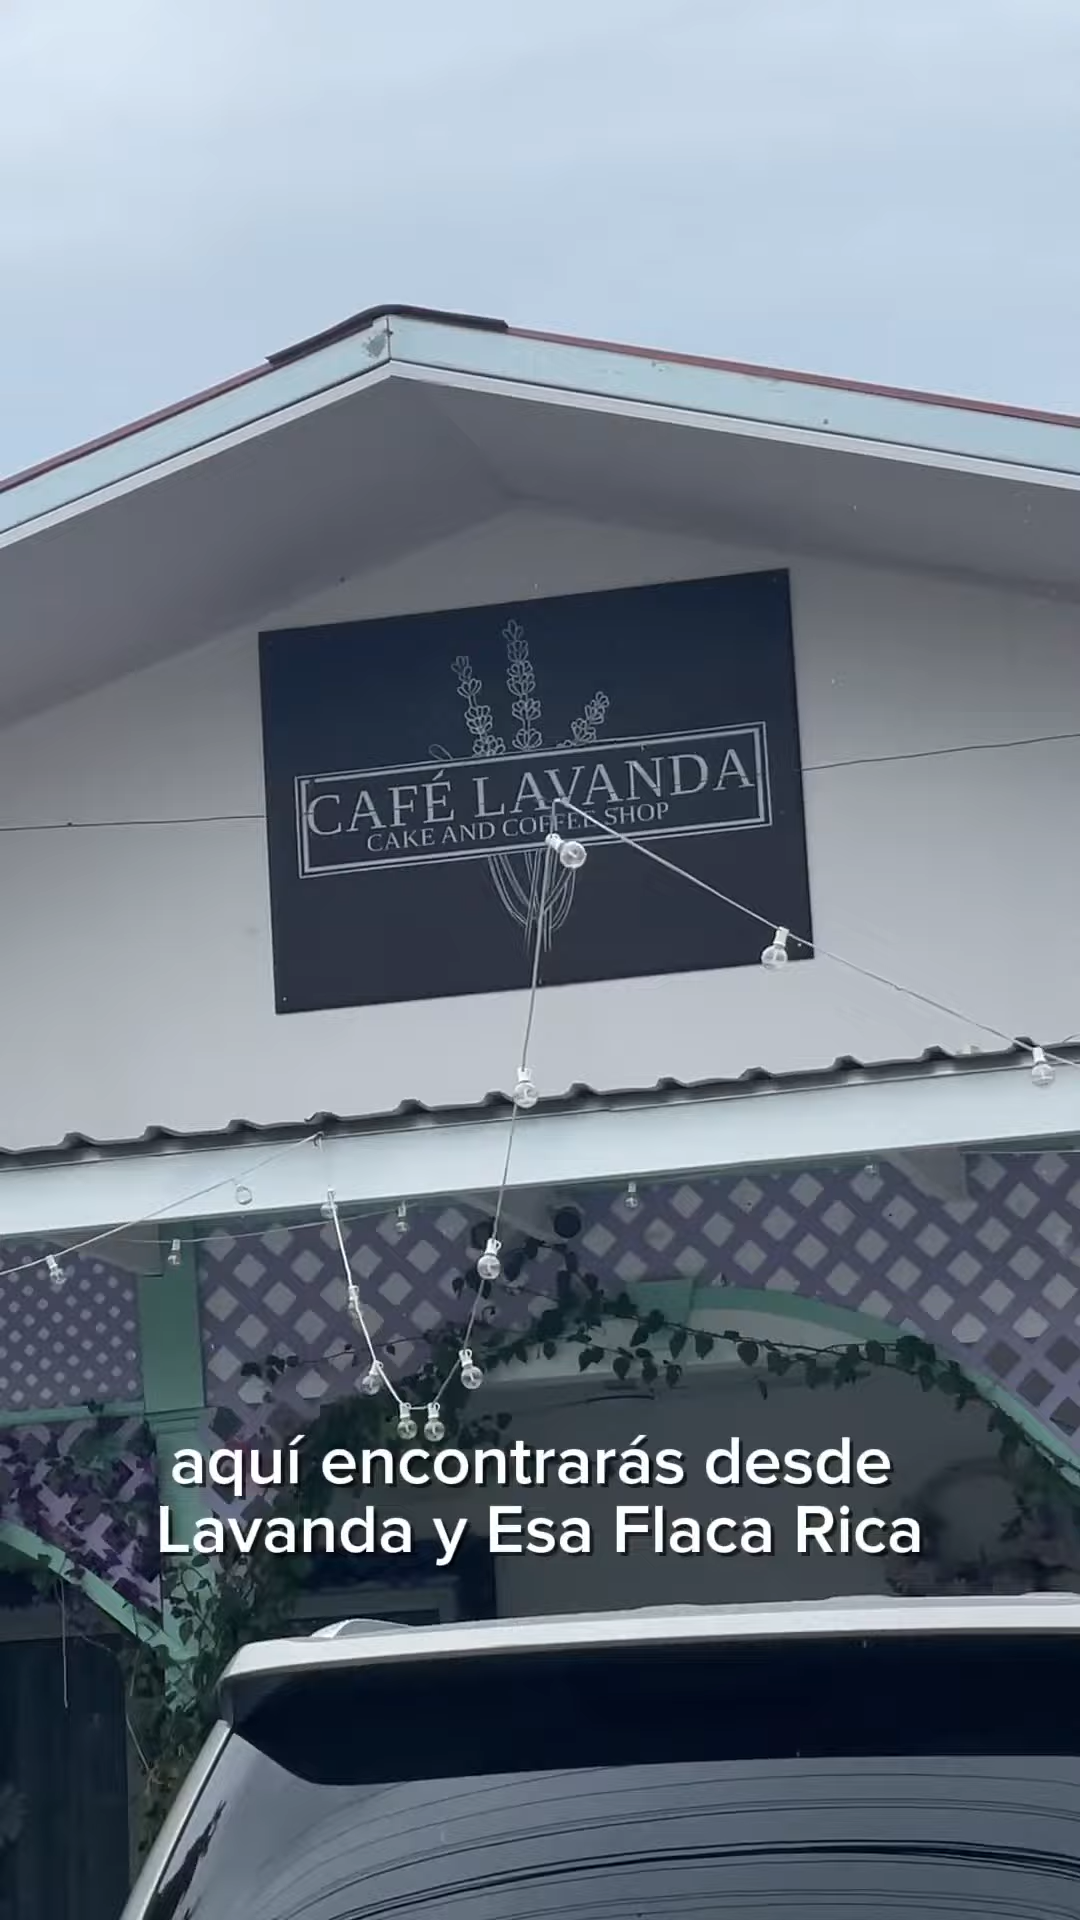 CAFÉ LAVANDA
CAKE AND COFFEE SHOP
aquí encontrarás desde
Lavanda y Esa Flaca Rica